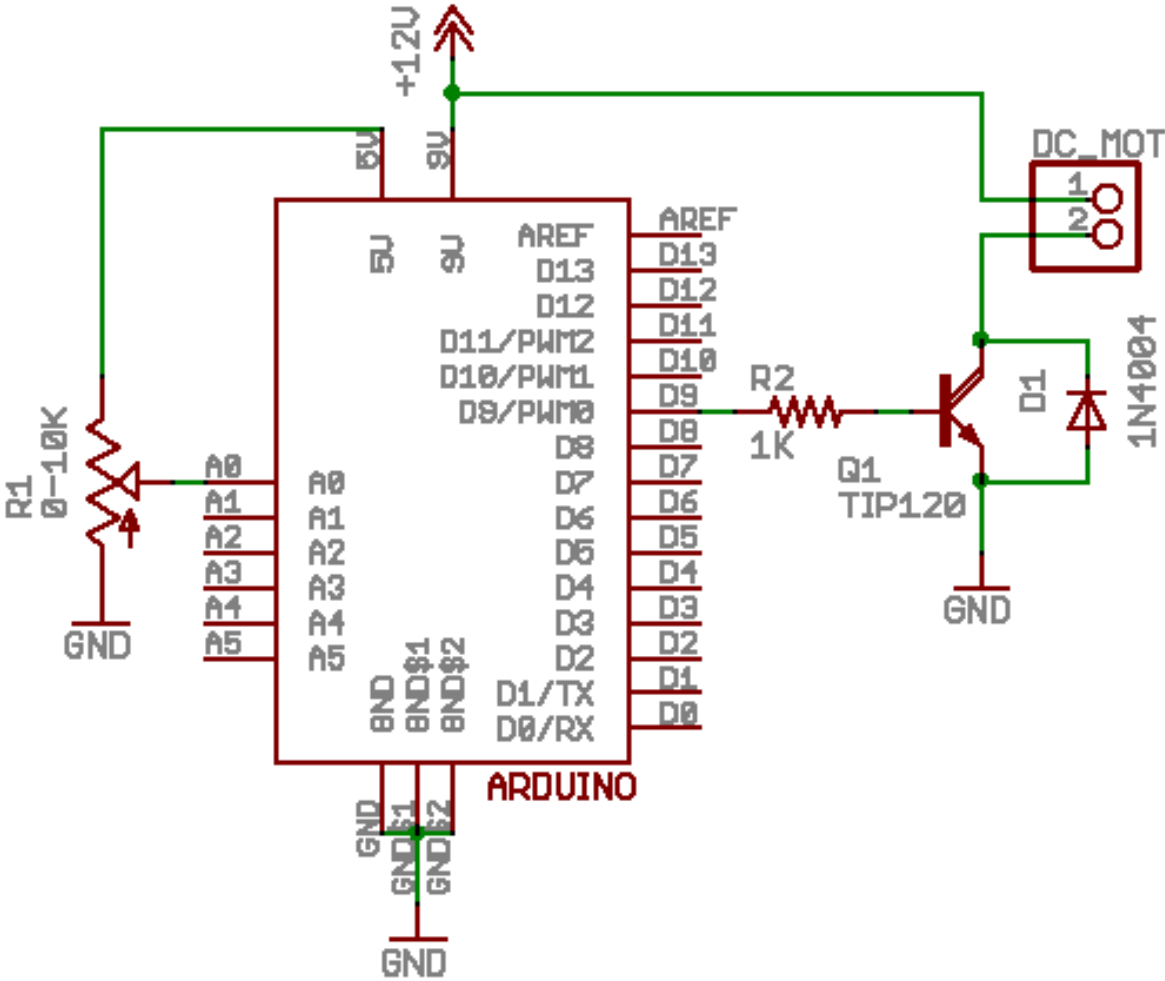 +12V
5V
9V
DC_MOT
1
2
5V
9V
AREF
AREF
D13
D13
D12
D12
D11/PWM2
D11
D10/PWM1
D10
D9/PWM0
D9
D8
D8
D7
D7
D6
D6
D5
D5
D4
D4
D3
D3
D2
D2
D1/TX
D1
D0/RX
D0
R2
1K
Q1
TIP120
D1
1N4004
GND
R1
0-10K
GND
A0
A0
A1
A1
A2
A2
A3
A3
A4
A4
A5
A5
GND
GND$1
GND$2
ARDUINO
GND
GND$1
GND$2
GND